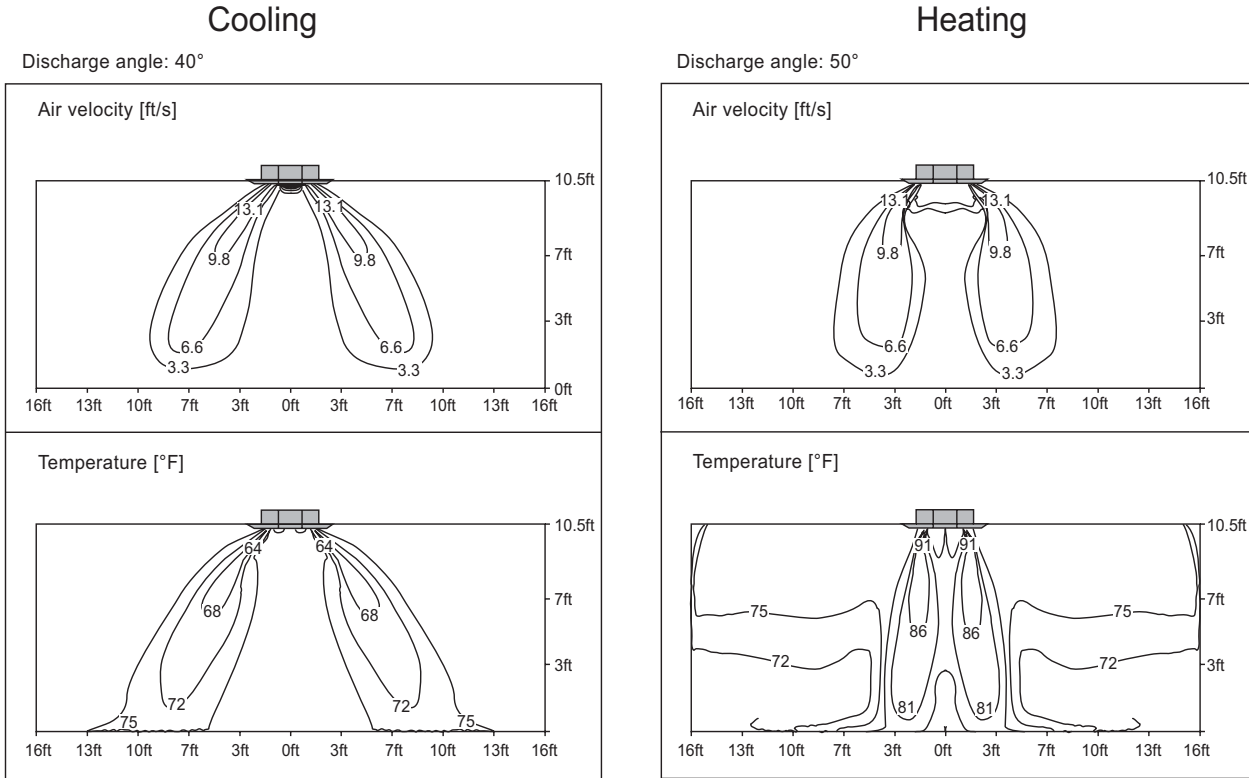 Cooling
Discharge angle: 40°
Air velocity [ft/s]
10.5ft
13.1 13.1
7ft
9.8 9.8
3ft
6.6 6.6
3.3 3.3
0ft
16ft 13ft 10ft 7ft 3ft 0ft 3ft 7ft 10ft 13ft 16ft
Temperature [°F]
10.5ft
64 64
7ft
68 68
3ft
72 72
75 75
16ft 13ft 10ft 7ft 3ft 0ft 3ft 7ft 10ft 13ft 16ft
Heating
Discharge angle: 50°
Air velocity [ft/s]
10.5ft
13.1 13.1
7ft
9.8 9.8
3ft
6.6 6.6
3.3 3.3
16ft 13ft 10ft 7ft 3ft 0ft 3ft 7ft 10ft 13ft 16ft
Temperature [°F]
10.5ft
91 91
7ft
75 75
86 86
72 72
3ft
81 81
16ft 13ft 10ft 7ft 3ft 0ft 3ft 7ft 10ft 13ft 16ft